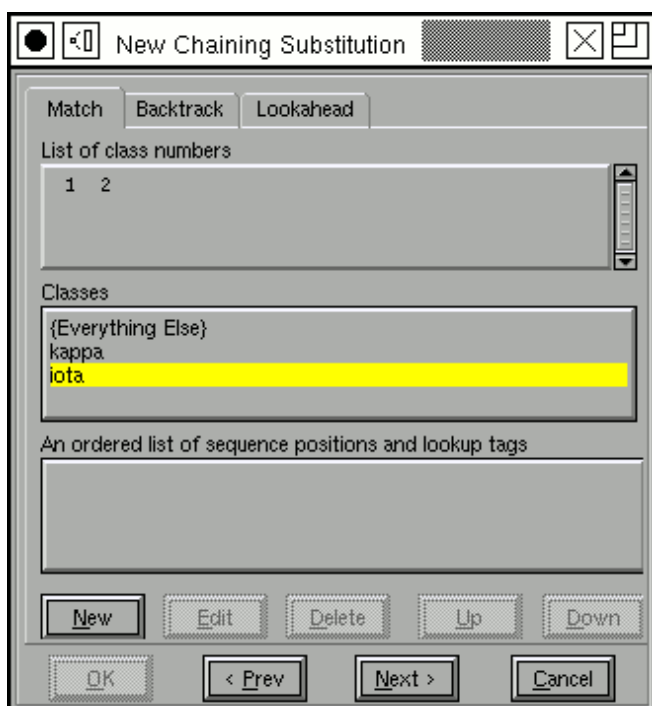 New Chaining Substitution
Match Backtrack Lookahead
List of class numbers
1 2
Classes
{Everything Else}
kappa
iota
An ordered list of sequence positions and lookup tags
New Edit Delete Up Down
OK < Prev Next > Cancel